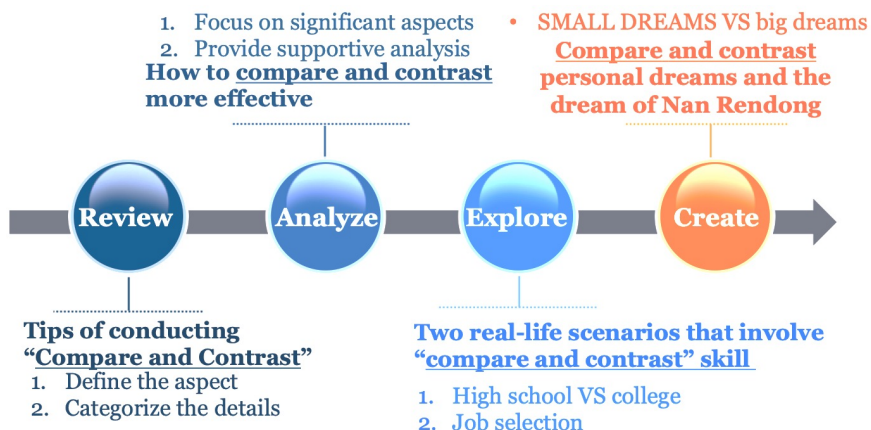 1. Focus on significant aspects
2. Provide supportive analysis
How to compare and contrast
more effective
• SMALL DREAMS VS big dreams
Compare and contrast
personal dreams and the
dream of Nan Rendong
Review
Analyze
Explore
Create
Tips of conducting
“Compare and Contrast”
1. Define the aspect
2. Categorize the details
Two real-life scenarios that involve
“compare and contrast” skill
1. High school VS college
2. Job selection